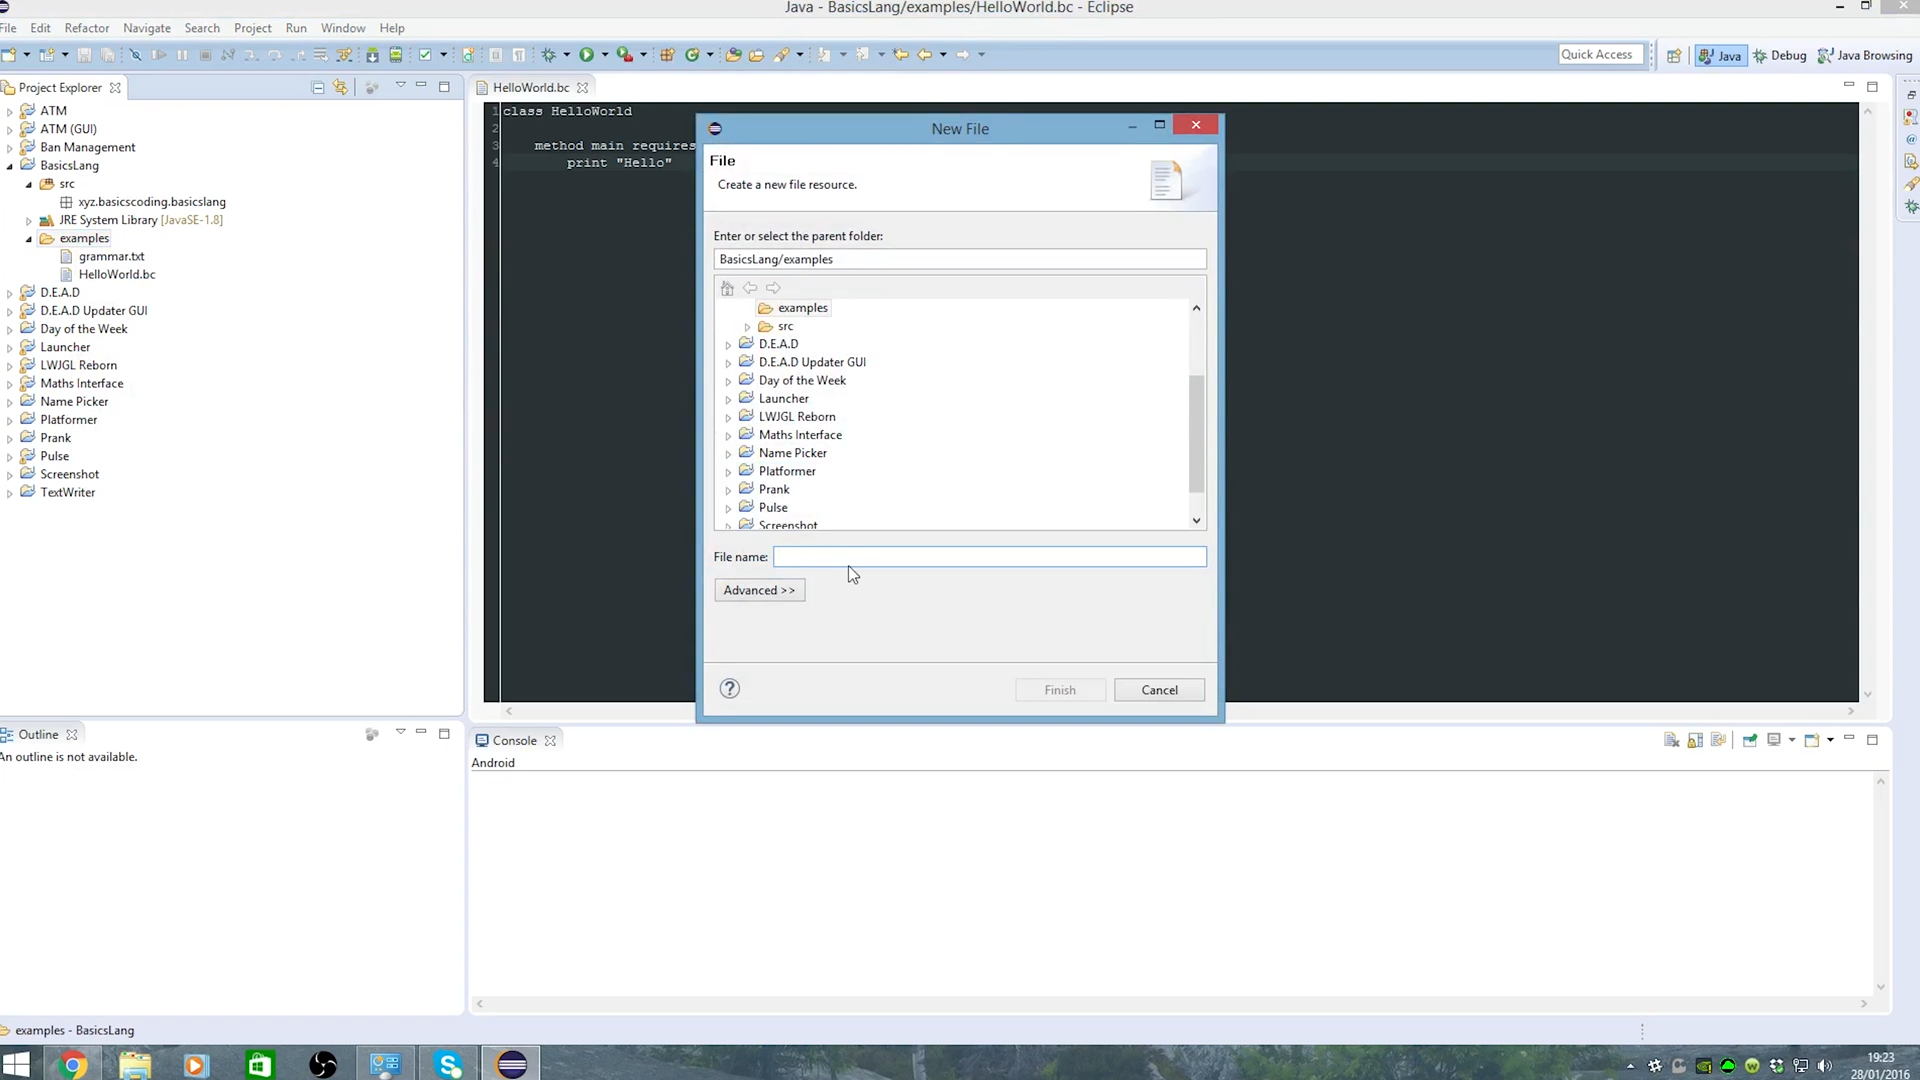 Java - BasicsLang/examples/HelloWorld.bc - Eclipse
File Edit Refactor Navigate Search Project Run Window Help
Quick Access Java Debug Java Browsing
Project Explorer
ATM
ATM (GUI)
Ban Management
BasicsLang
src
xyz.basicscoding.basicslang
JRE System Library [JavaSE-1.8]
examples
grammar.txt
HelloWorld.bc
D.E.A.D
D.E.A.D Updater GUI
Day of the Week
Launcher
LWJGL Reborn
Maths Interface
Name Picker
Platformer
Prank
Pulse
Screenshot
TextWriter
HelloWorld.bc
1 class HelloWorld
2
3 method main requires
4 print "Hello"
New File
File
Create a new file resource.
Enter or select the parent folder:
BasicsLang/examples
examples
src
D.E.A.D
D.E.A.D Updater GUI
Day of the Week
Launcher
LWJGL Reborn
Maths Interface
Name Picker
Platformer
Prank
Pulse
Screenshot
File name:
Advanced >>
?
Finish Cancel
Outline
An outline is not available.
Console
Android
examples - BasicsLang
19:23
28/01/2016